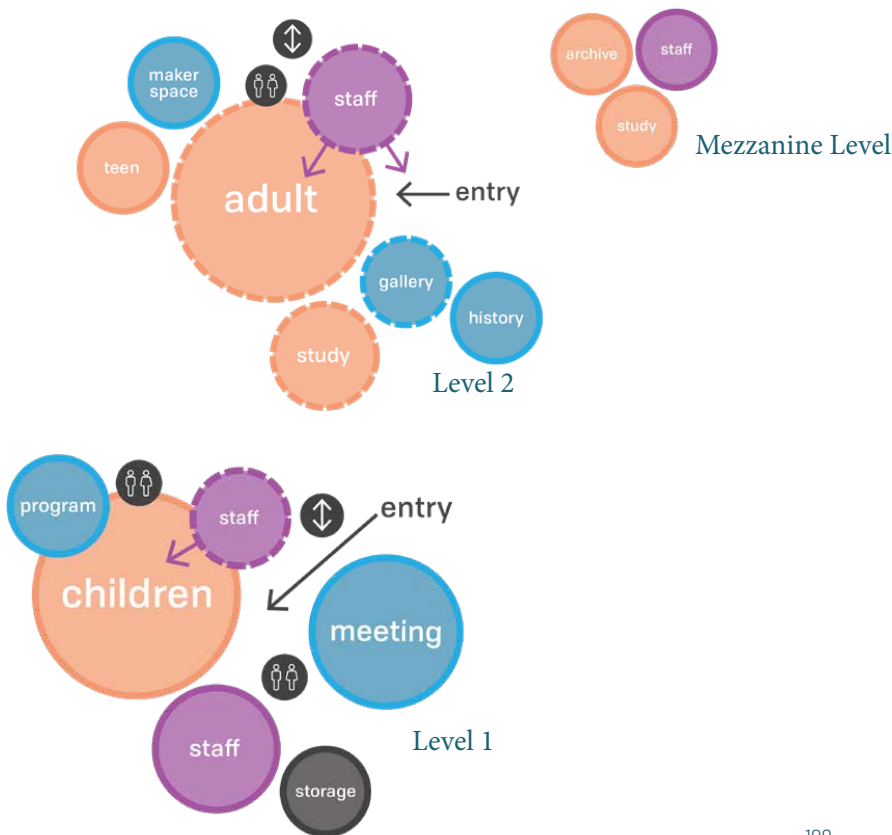 maker
space
staff
teen
adult
entry
gallery
history
study
Level 2
archive
staff
study
Mezzanine Level
program
staff
entry
children
meeting
staff
Level 1
storage